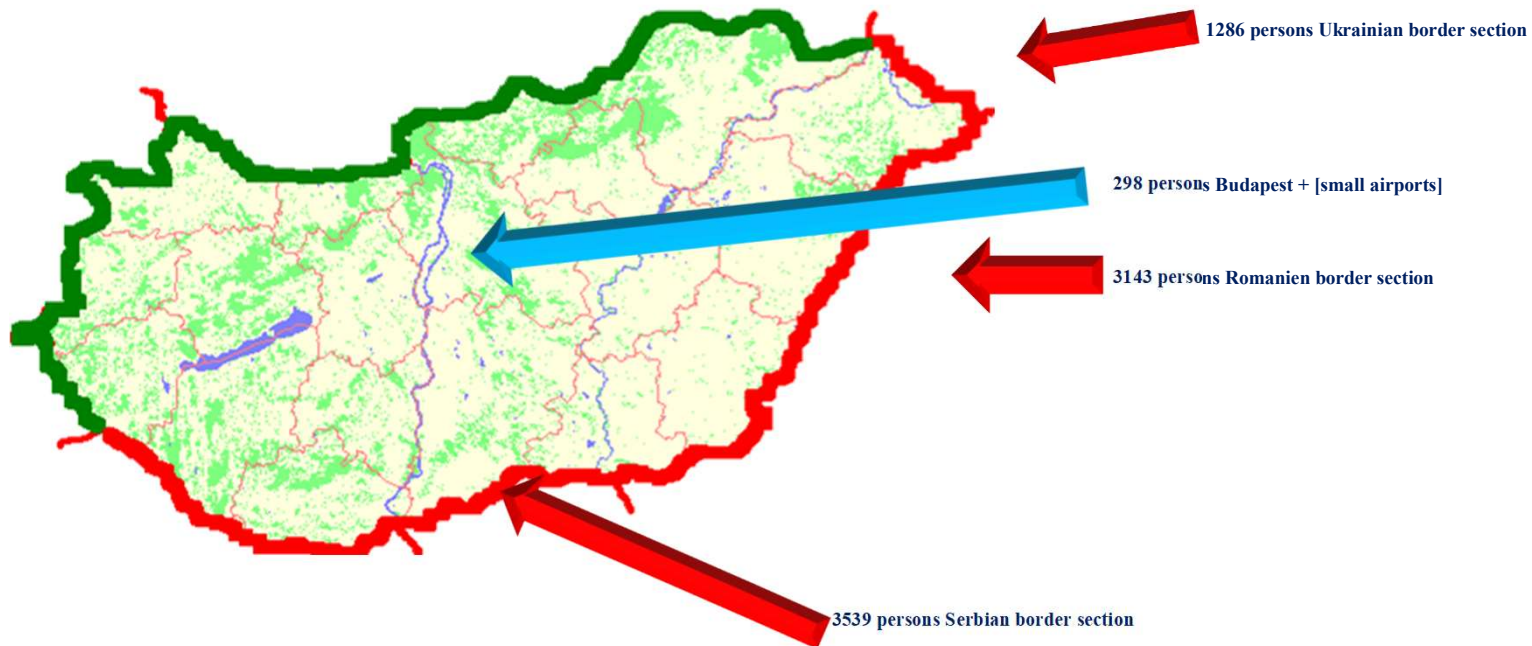 1286 persons Ukrainian border section
298 persons Budapest + [small airports]
3143 persons Romanien border section
3539 persons Serbian border section